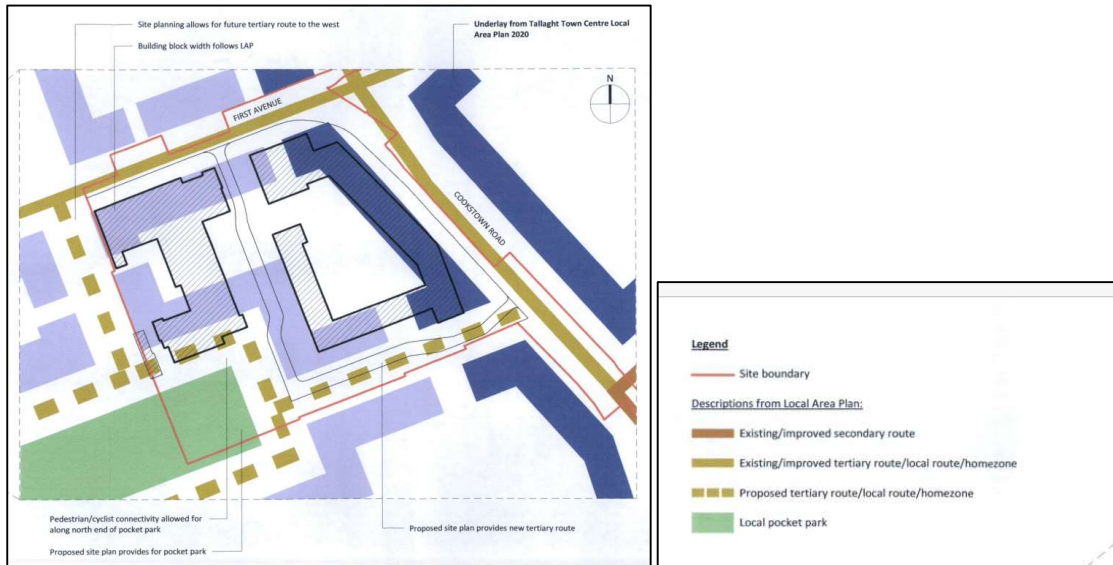 Site planning allows for future tertiary route to the west
Building block width follows LAP
Underlay from Tallaght Town Centre Local
Area Plan 2020
N
FIRST AVENUE
COOKSTOWN ROAD
Pedestrian/cyclist connectivity allowed for
along north end of pocket park
Proposed site plan provides for pocket park
Proposed site plan provides new tertiary route
Legend
Site boundary
Descriptions from Local Area Plan:
Existing/improved secondary route
Existing/improved tertiary route/local route/homezone
Proposed tertiary route/local route/homezone
Local pocket park